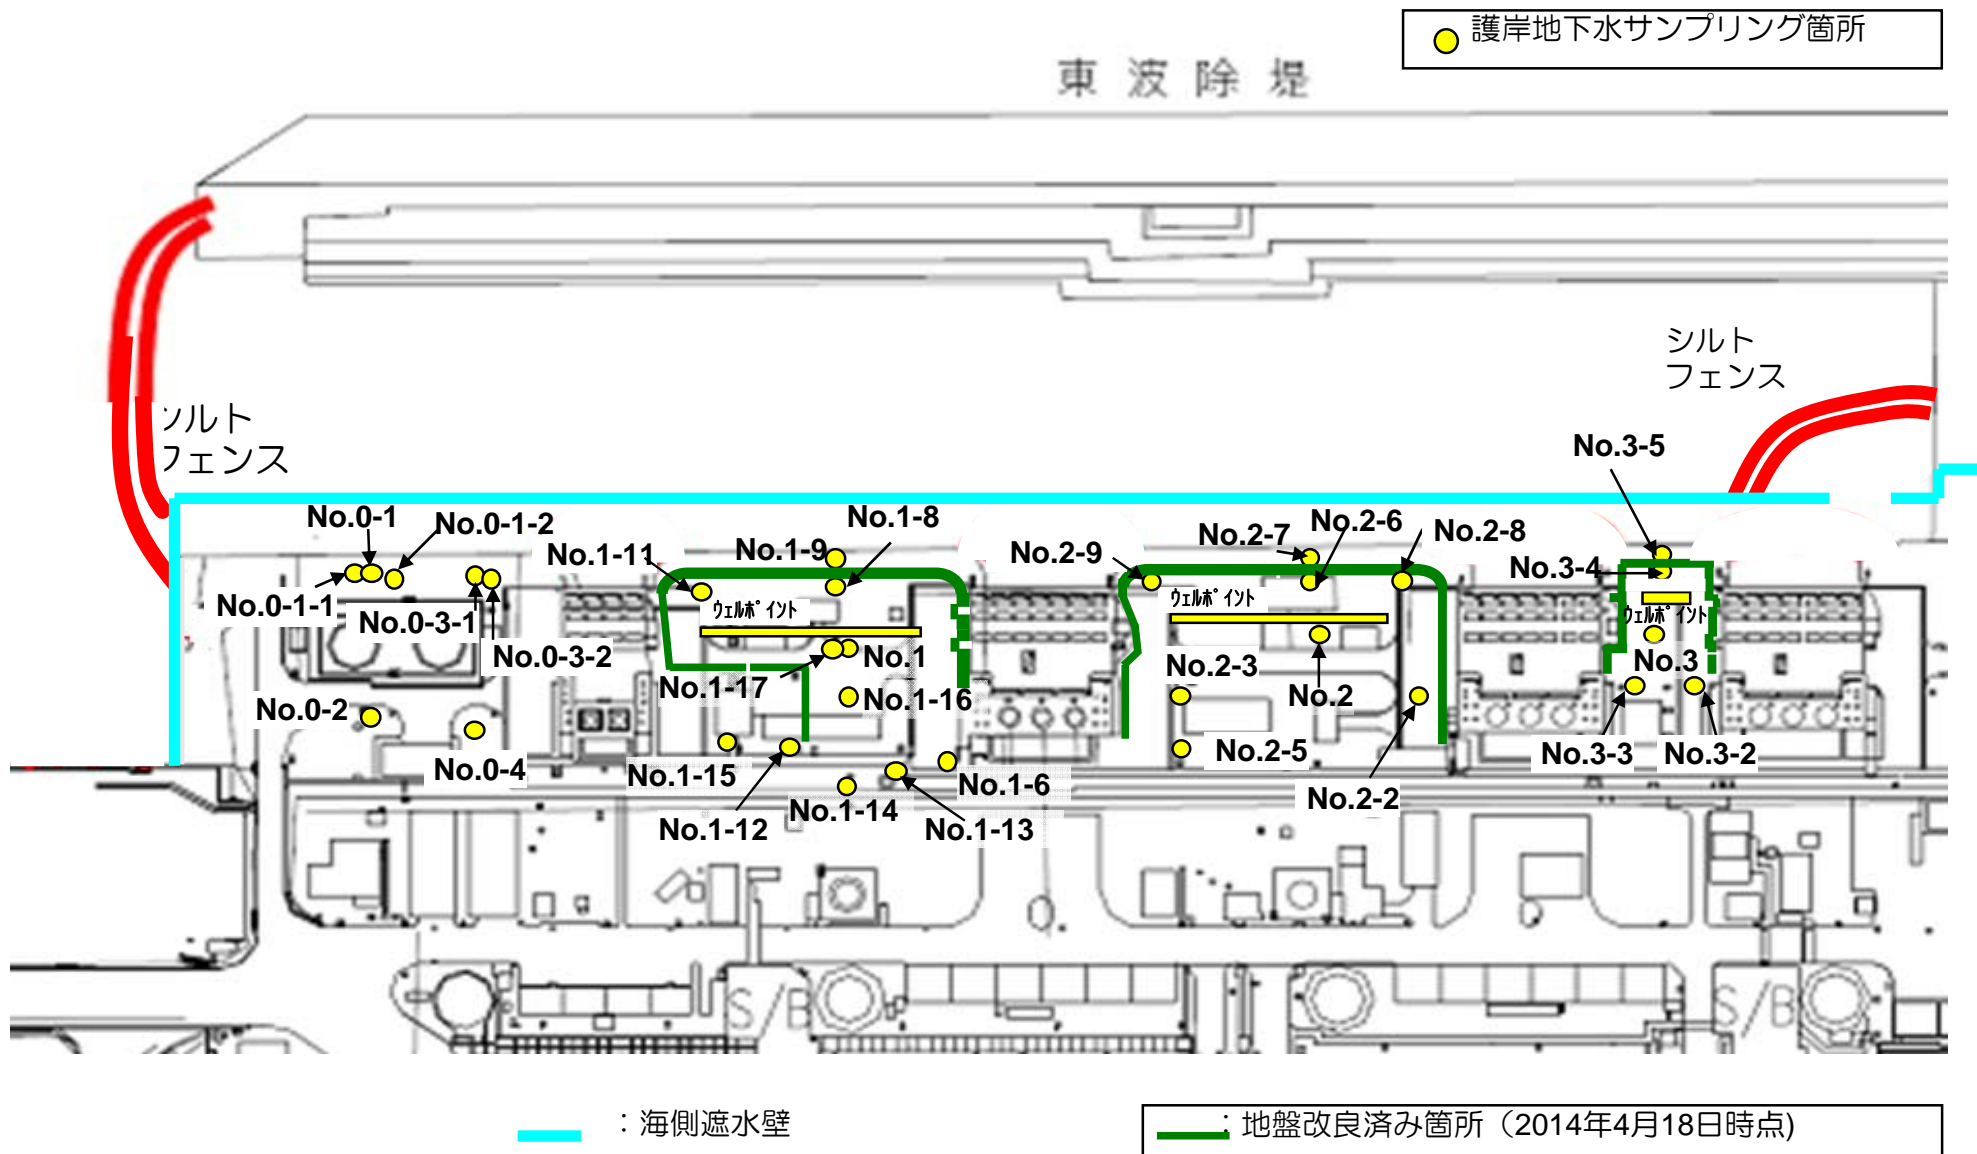 護岸地下水サンプリング箇所
東波除堤
シルト
フェンス
シルト
フェンス
No.3-5
No.0-1
No.0-1-2
No.1-8
No.2-7
No.2-6
No.2-8
No.1-11
No.1-9
No.2-9
No.3-4
No.0-1-1
No.0-3-1
ウェルポイント
ウェルポイント
ウェルポイント
No.0-3-2
No.1
No.2-3
No.3
No.1-17
No.1-16
No.2
No.0-2
No.0-4
No.1-15
No.1-6
No.2-5
No.3-3
No.3-2
No.1-12
No.1-14
No.1-13
No.2-2
S/B
S/B
：海側遮水壁
：地盤改良済み箇所（2014年4月18日時点)